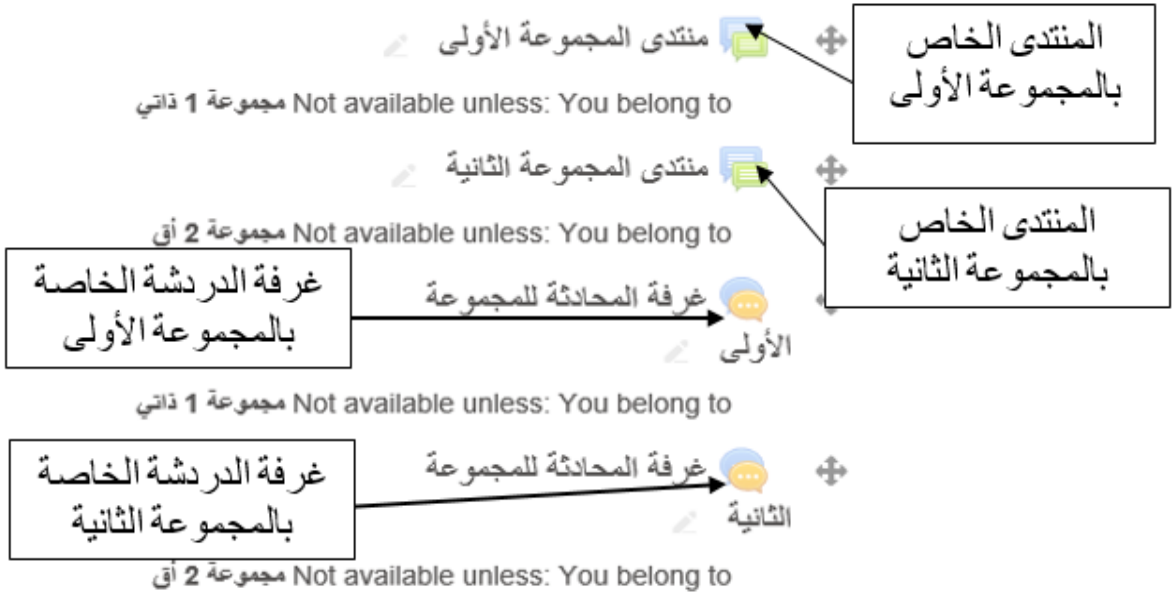 منتدى المجموعة الأولى
المنتدى الخاص
بالمجموعة الأولى
Not available unless: You belong to مجموعة 1 ذاتي
منتدى المجموعة الثانية
المنتدى الخاص
بالمجموعة الثانية
Not available unless: You belong to مجموعة 2 أق
غرفة المحادثة للمجموعة
الأولى
غرفة الدردشة الخاصة
بالمجموعة الأولى
Not available unless: You belong to مجموعة 1 ذاتي
غرفة المحادثة للمجموعة
الثانية
غرفة الدردشة الخاصة
بالمجموعة الثانية
Not available unless: You belong to مجموعة 2 أق